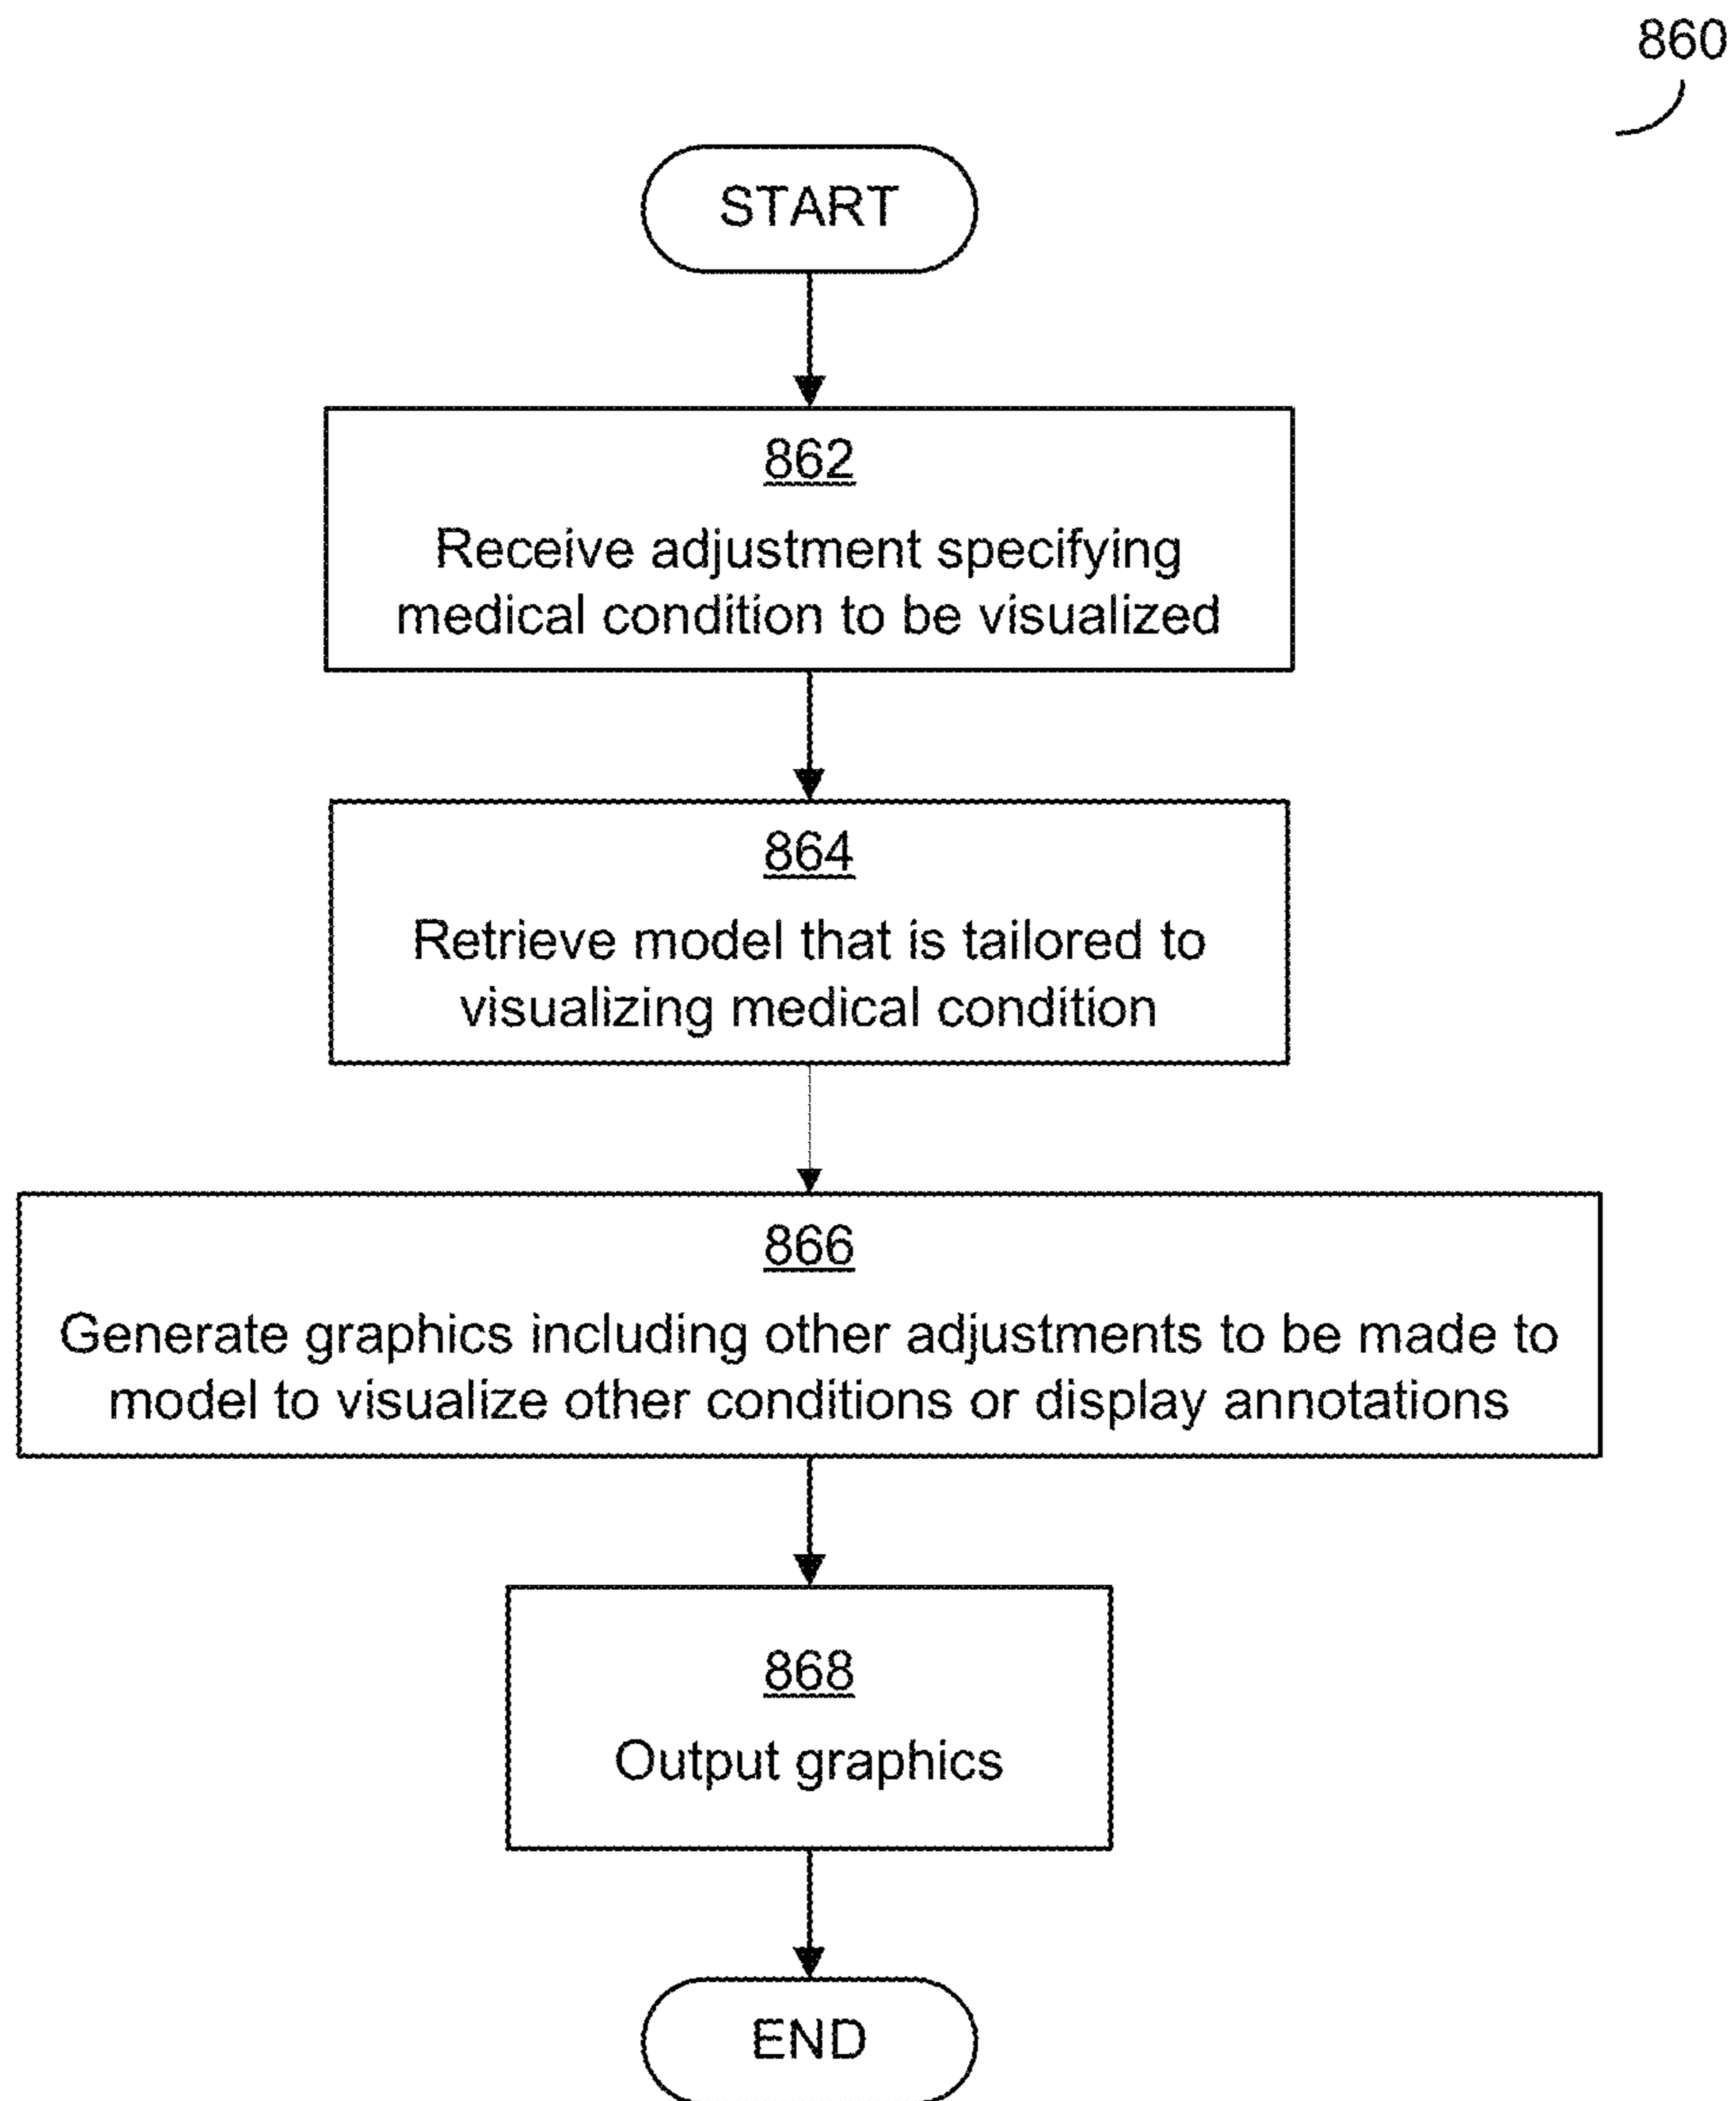 860
START
862
Receive adjustment specifying
medical condition to be visualized
864
Retrieve model that is tailored to
visualizing medical condition
866
Generate graphics including other adjustments to be made to
model to visualize other conditions or display annotations
868
Output graphics
END